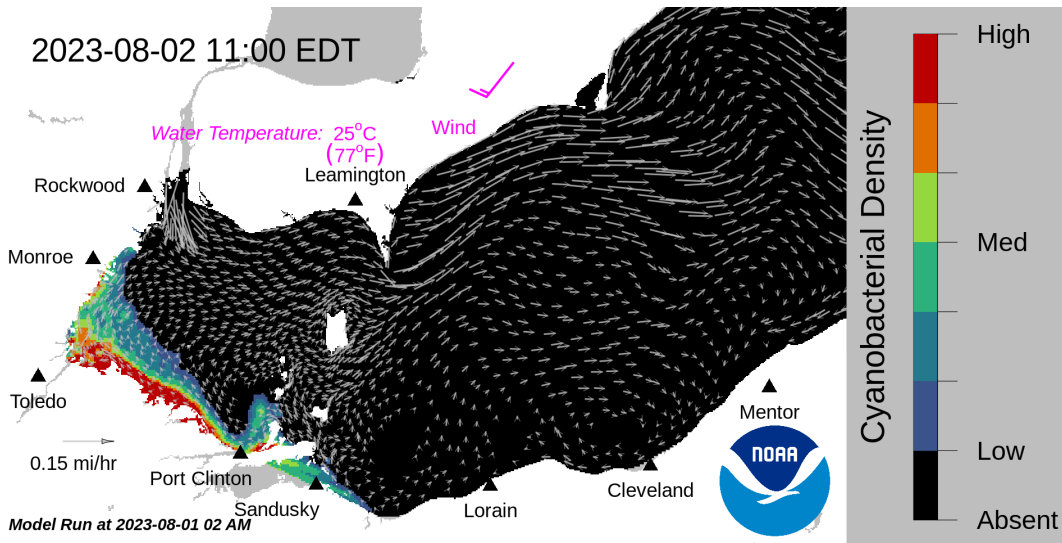 2023-08-02 11:00 EDT
High
Water Temperature: 25°C
(77°F)
Wind
Leamington
Rockwood
Monroe
Med
Cyanobacterial Density
Toledo
Mentor
0.15 mi/hr
Port Clinton
NOAA
Low
Sandusky
Lorain
Cleveland
Model Run at 2023-08-01 02 AM
Absent